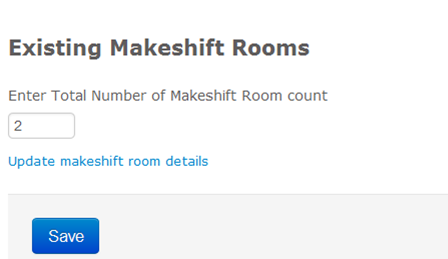 Existing Makeshift Rooms
Enter Total Number of Makeshift Room count
2
Update makeshift room details
Save